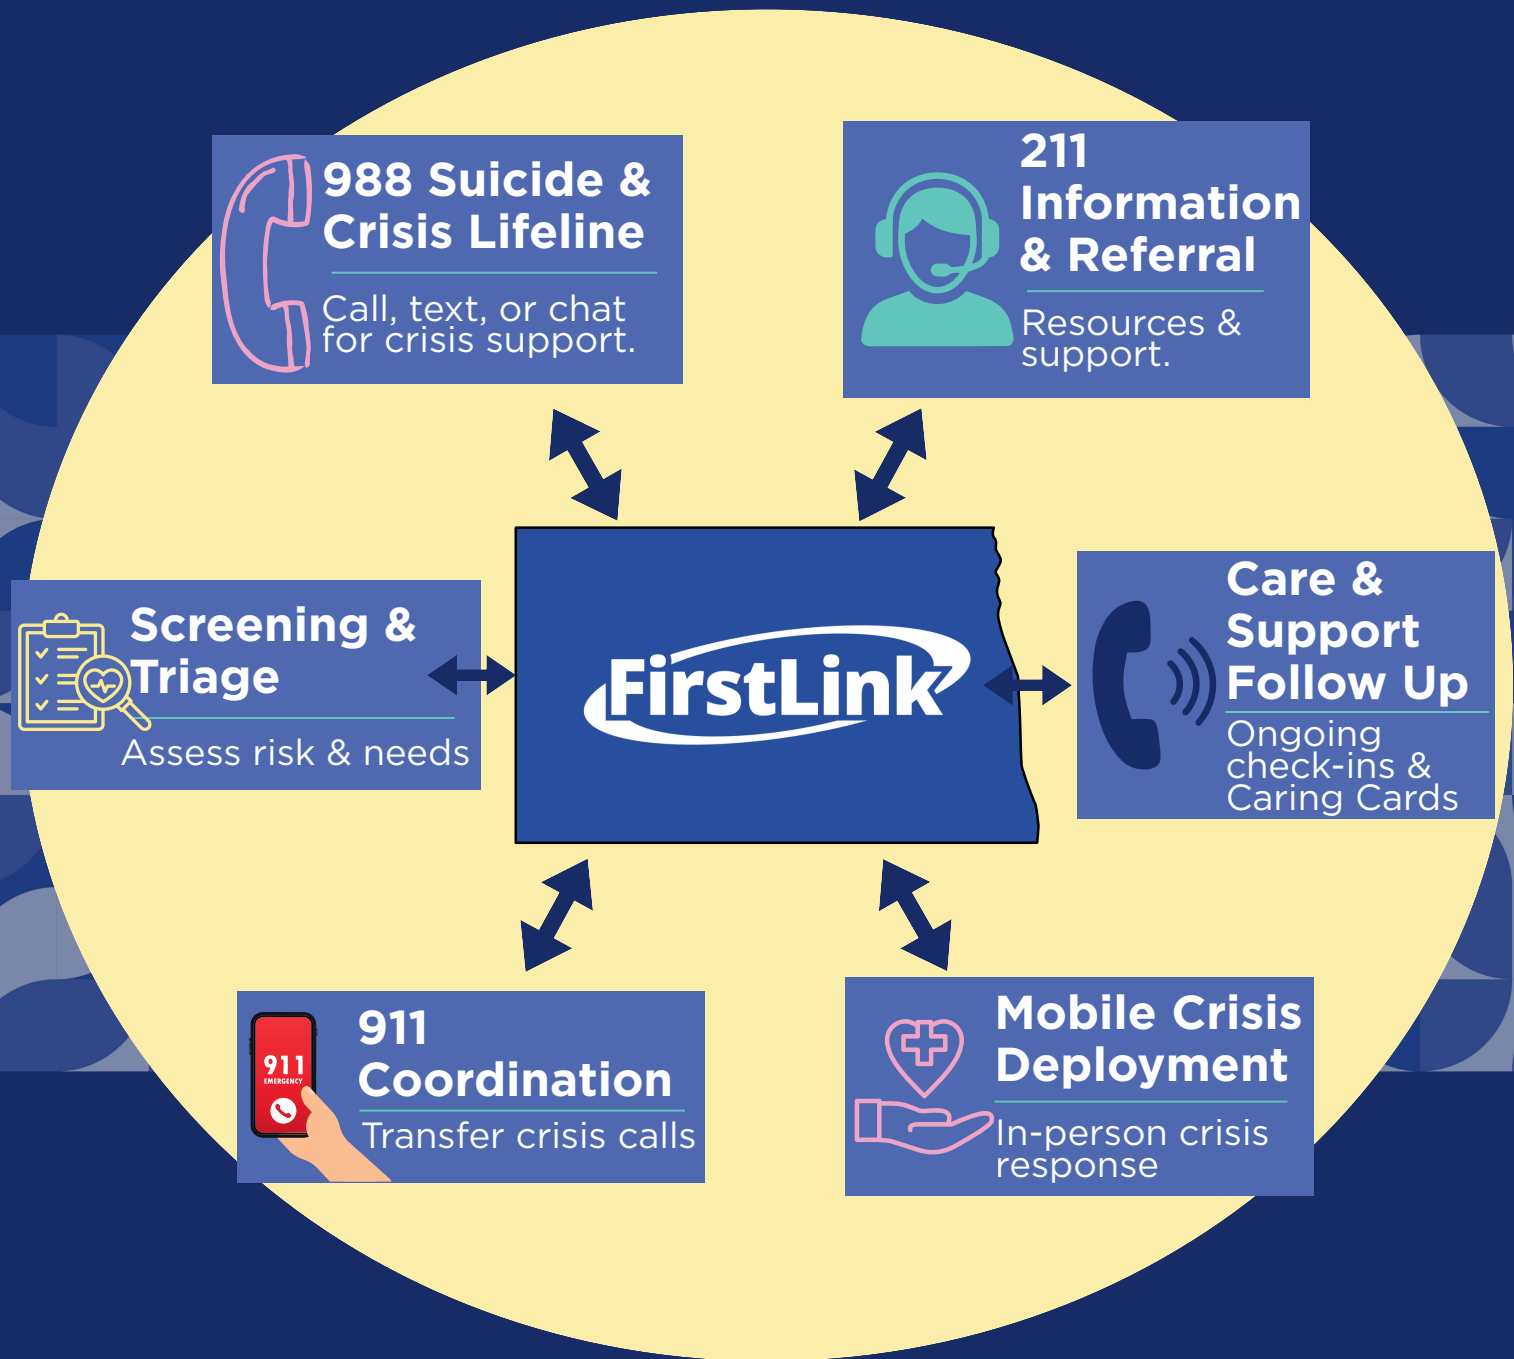 988 Suicide &
Crisis Lifeline
Call, text, or chat
for crisis support.
211
Information
& Referral
Resources &
support.
Screening &
Triage
Assess risk & needs
FirstLink
Care &
Support
Follow Up
Ongoing
check-ins &
Caring Cards
911
EMERGENCY
911
Coordination
Transfer crisis calls
Mobile Crisis
Deployment
In-person crisis
response